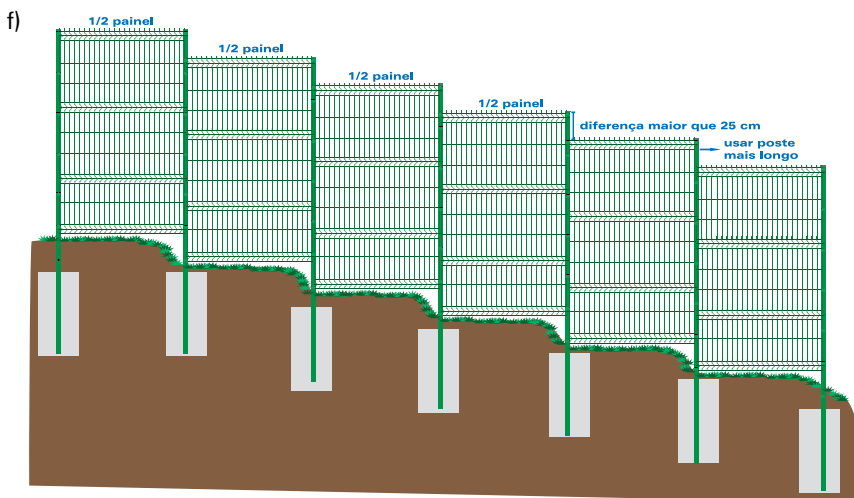 f)
1/2 painel
1/2 painel
1/2 painel
1/2 painel
diferença maior que 25 cm
usar poste
mais longo